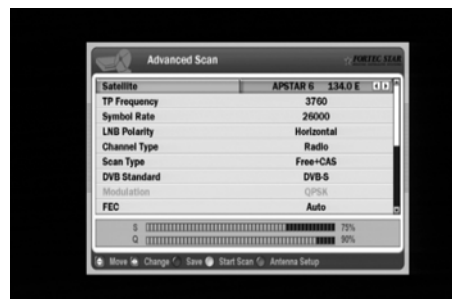 Advanced Scan
FORTEC STAR
Satellite APSTAR 6 134.0 E
TP Frequency 3760
Symbol Rate 26000
LNB Polarity Horizontal
Channel Type Radio
Scan Type Free+CAS
DVB Standard DVB-S
Modulation QPSK
FEC Auto
S 75%
Q 90%
Move Change Save Start Scan Antenna Setup